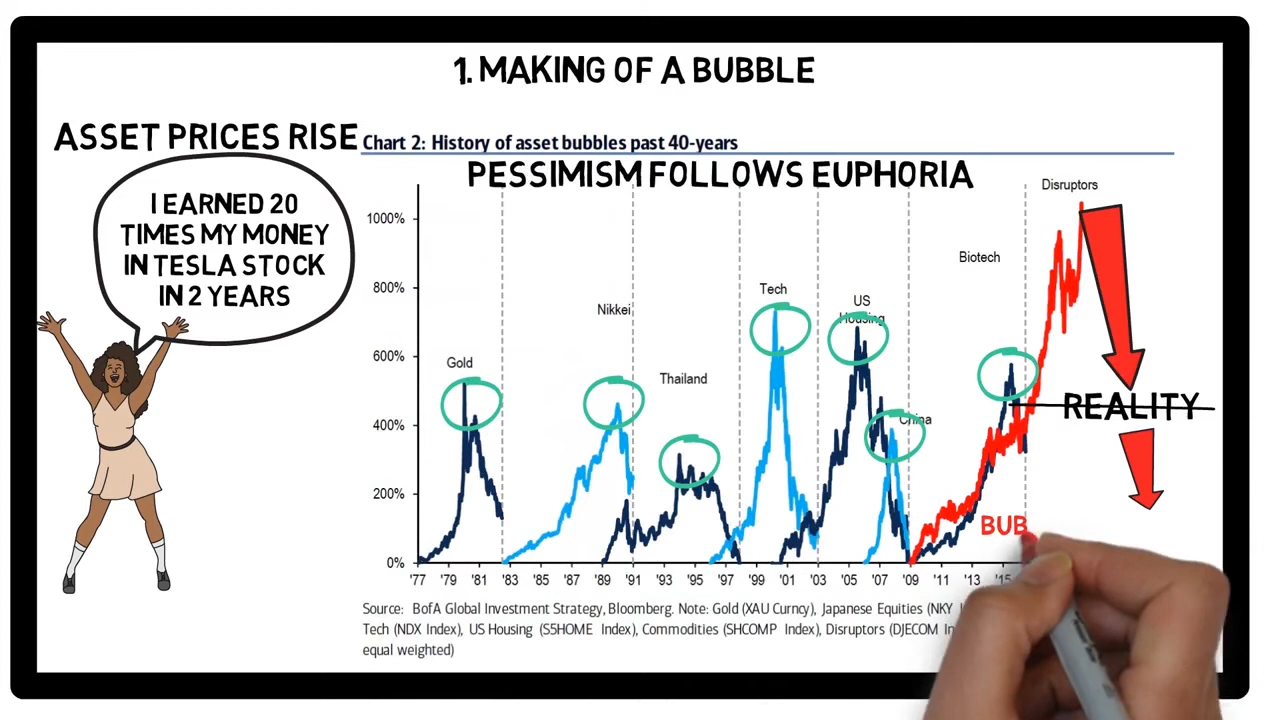 1. MAKING OF A BUBBLE
ASSET PRICES RISE
Chart 2: History of asset bubbles past 40-years
PESSIMISM FOLLOWS EUPHORIA
I EARNED 20
TIMES MY MONEY
IN TESLA STOCK
IN 2 YEARS
Disruptors
1000%
Biotech
800%
Tech
US
Housing
Nikkei
600%
Gold
Thailand
REALITY
400%
China
200%
BUB
0%
'77 '79 '81 '83 '85 '87 '89 '91 '93 '95 '97 '99 '01 '03 '05 '07 '09 '11 '13 '15
Source: BofA Global Investment Strategy, Bloomberg. Note: Gold (XAU Curncy), Japanese Equities (NKY
Tech (NDX Index), US Housing (S5HOME Index), Commodities (SHCOMP Index), Disruptors (DJECOM In
equal weighted)